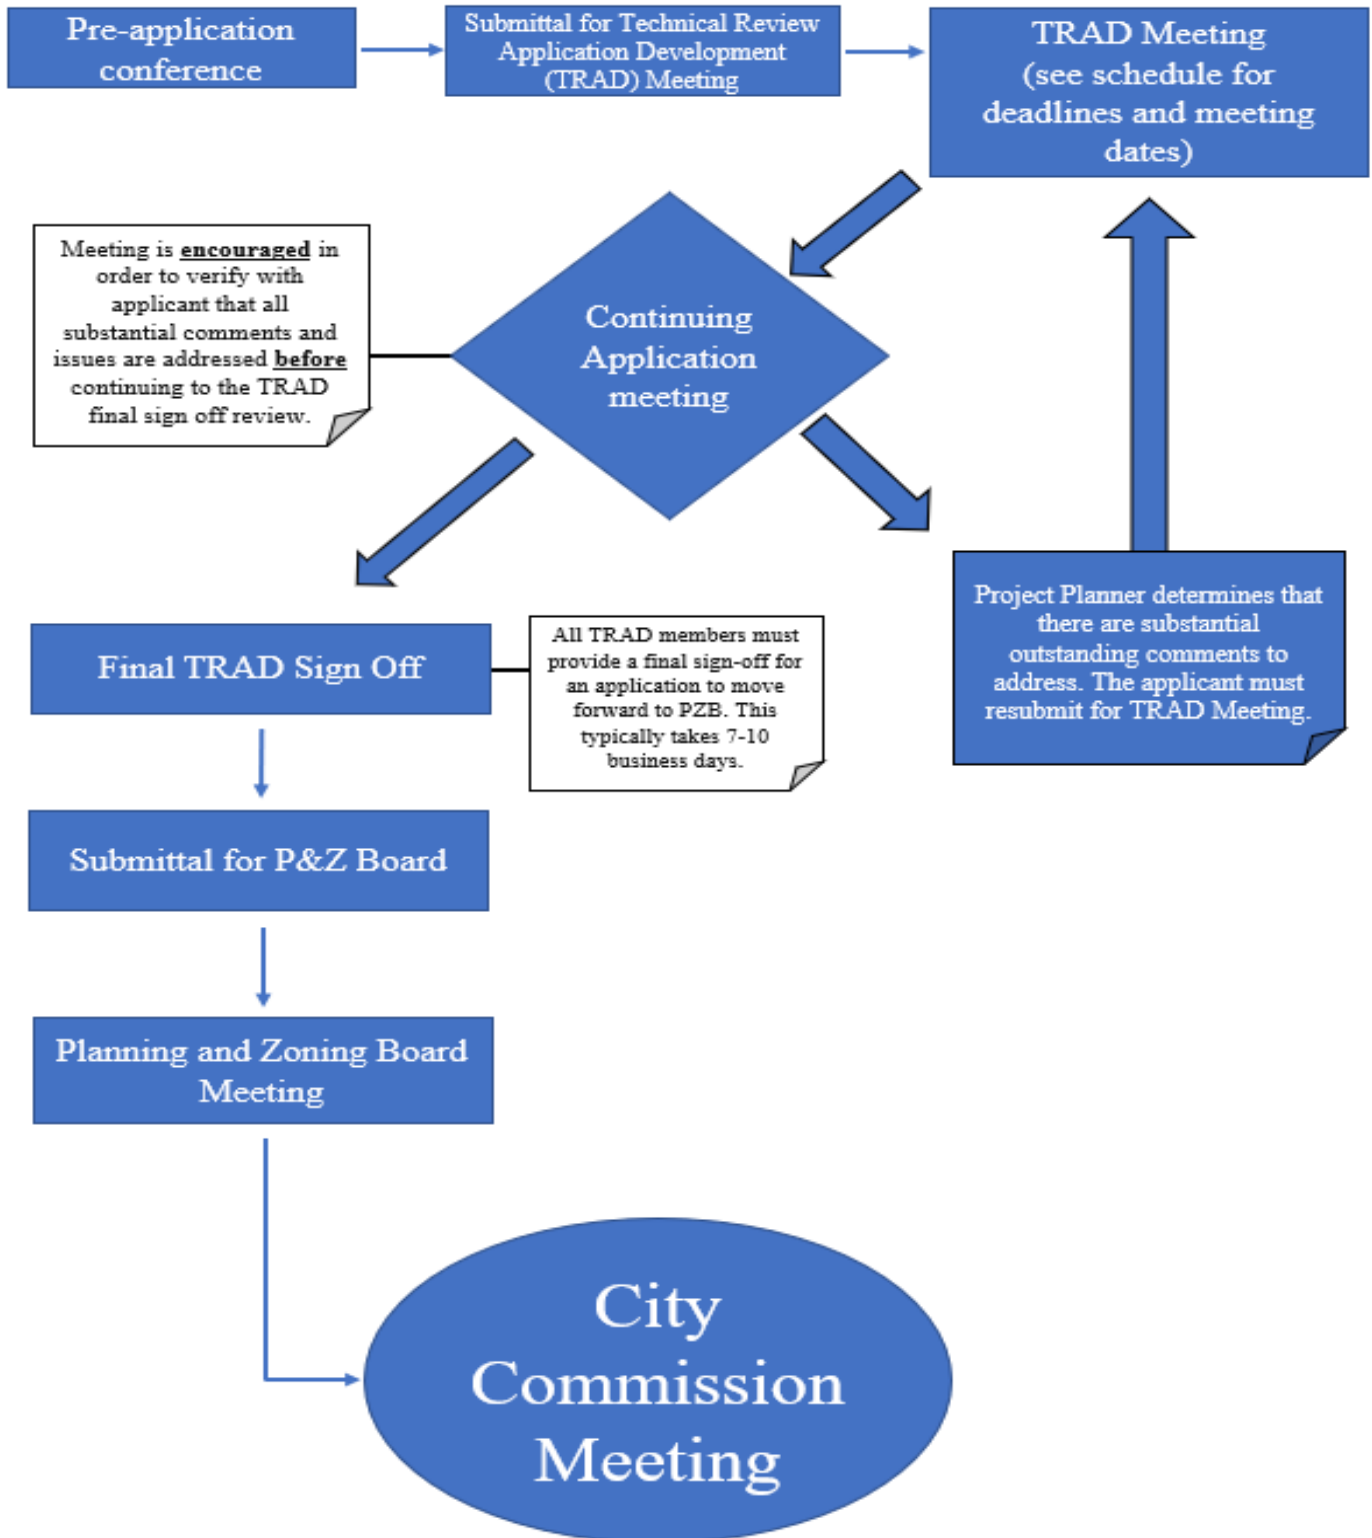 Pre-application
conference
Submittal for Technical Review
Application Development
(TRAD) Meeting
TRAD Meeting
(see schedule for
deadlines and meeting
dates)
Meeting is encouraged in
order to verify with
applicant that all
substantial comments and
issues are addressed before
continuing to the TRAD
final sign off review.
Continuing
Application
meeting
Project Planner determines that
there are substantial
outstanding comments to
address. The applicant must
resubmit for TRAD Meeting.
Final TRAD Sign Off
All TRAD members must
provide a final sign-off for
an application to move
forward to PZB. This
typically takes 7-10
business days.
Submittal for P&Z Board
Planning and Zoning Board
Meeting
City
Commission
Meeting